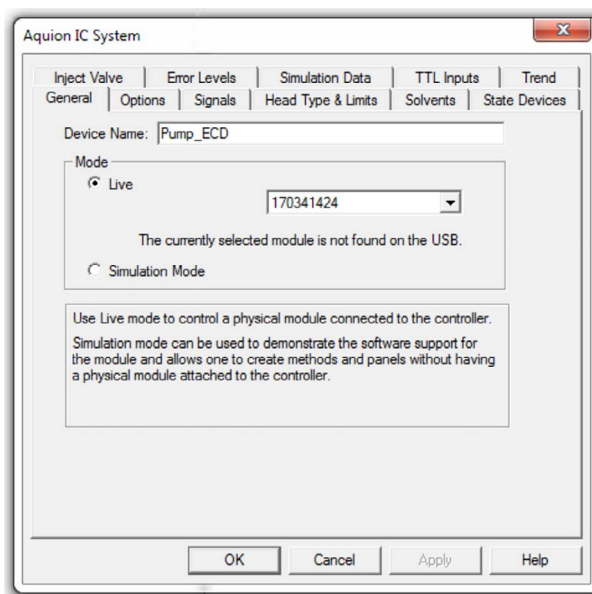 Aquion IC System
Inject Valve Error Levels Simulation Data TTL Inputs Trend
General Options Signals Head Type & Limits Solvents State Devices
Device Name: Pump_ECD
Mode
Live
170341424
The currently selected module is not found on the USB.
Simulation Mode
Use Live mode to control a physical module connected to the controller.
Simulation mode can be used to demonstrate the software support for
the module and allows one to create methods and panels without having
a physical module attached to the controller.
OK Cancel Apply Help